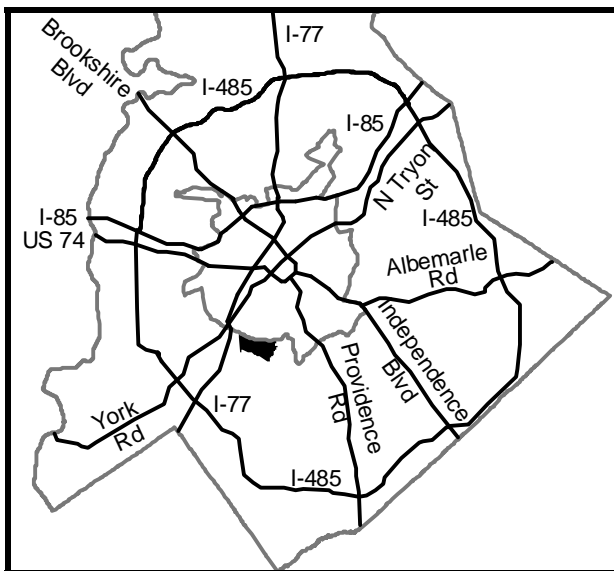 I-77
Brookshire
Blvd
I-485
I-85
N Tryon
St
I-85
US 74
I-485
Albemarle
Rd
Independence
Blvd
Providence
Rd
York
Rd
I-77
I-485